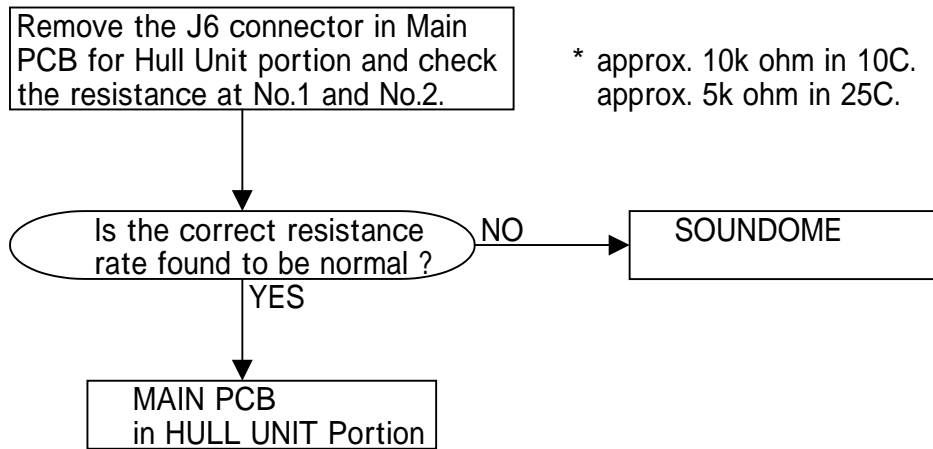 Remove the J6 connector in Main
PCB for Hull Unit portion and check
the resistance at No.1 and No.2.
* approx. 10k ohm in 10C.
approx. 5k ohm in 25C.
Is the correct resistance
rate found to be normal ?
NO
SOUNDOME
YES
MAIN PCB
in HULL UNIT Portion